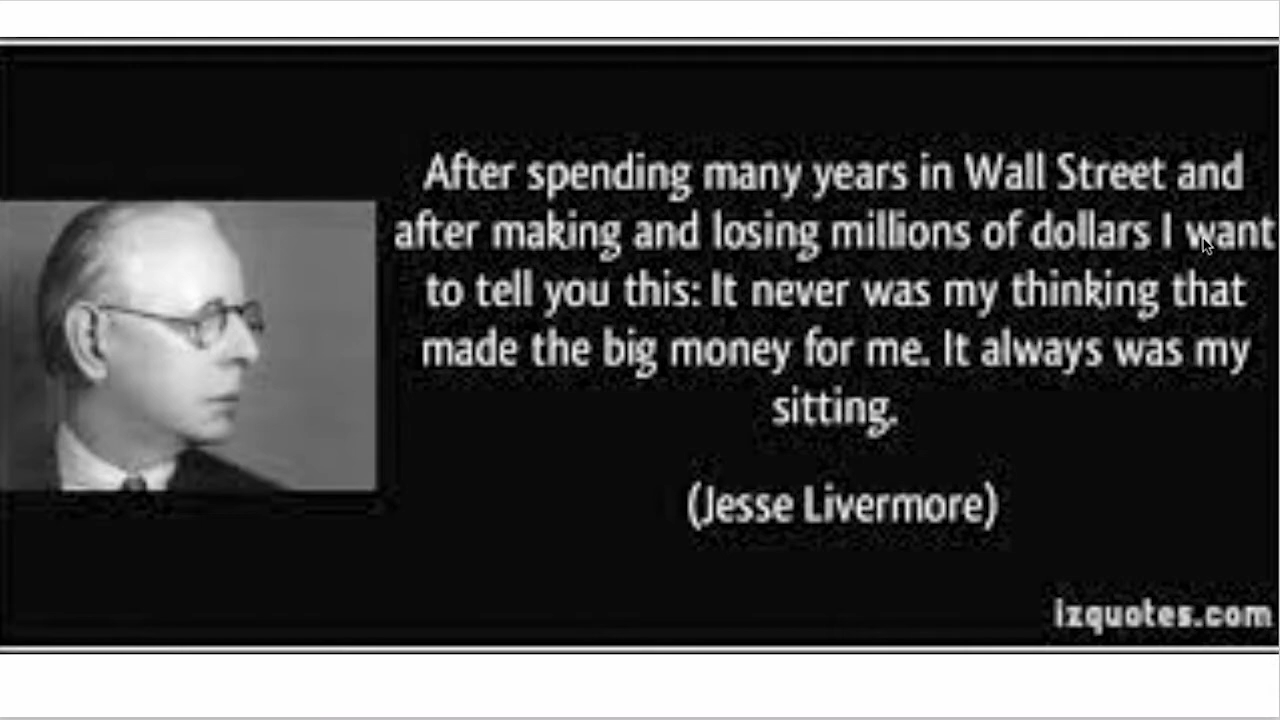 After spending many years in Wall Street and
after making and losing millions of dollars I want
to tell you this: It never was my thinking that
made the big money for me. It always was my
sitting.
(Jesse Livermore)
izquotes.com